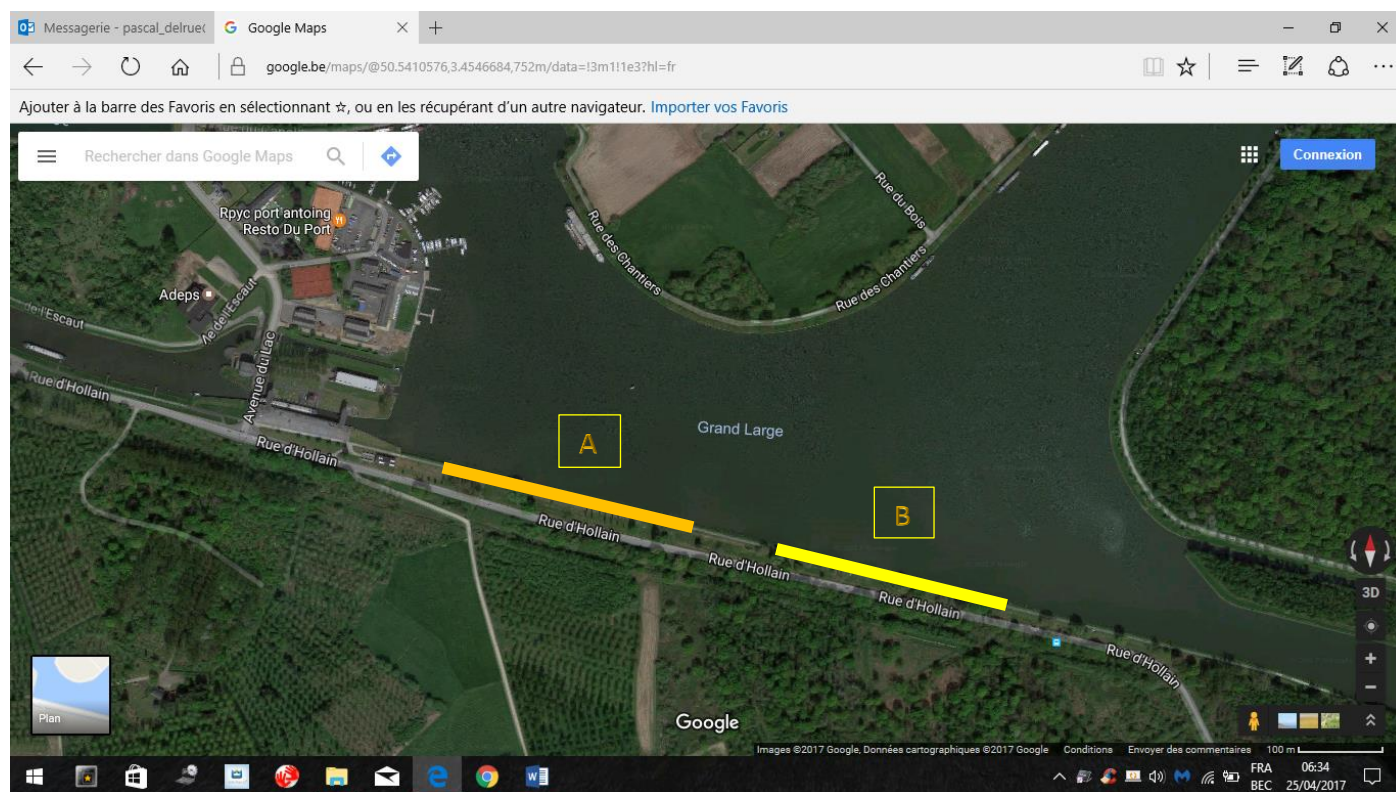 Messagerie - pascal_delrue(
Google Maps
google.be/maps/@50.5410576,3.4546684,752m/data=!3m1!1e3?hl=fr
Ajouter à la barre des Favoris en sélectionnant ☆, ou en les récupérant d'un autre navigateur. Importer vos Favoris
Rechercher dans Google Maps
Connexion
Rpyc port antoing
Resto Du Port
Adeps
de l'Escaut
Ave de l'Escaut
Avenue du Lac
Rue d'Hollain
Rue d'Hollain
Rue des Chantiers
Rue du Bois
Rue des Chantiers
Grand Large
A
B
Rue d'Hollain
Rue d'Hollain
Rue d'Hollain
Rue d'Hollain
3D
Plan
Google
Images ©2017 Google, Données cartographiques ©2017 Google Conditions Envoyer des commentaires 100 m
FRA 06:34
BEC 25/04/2017